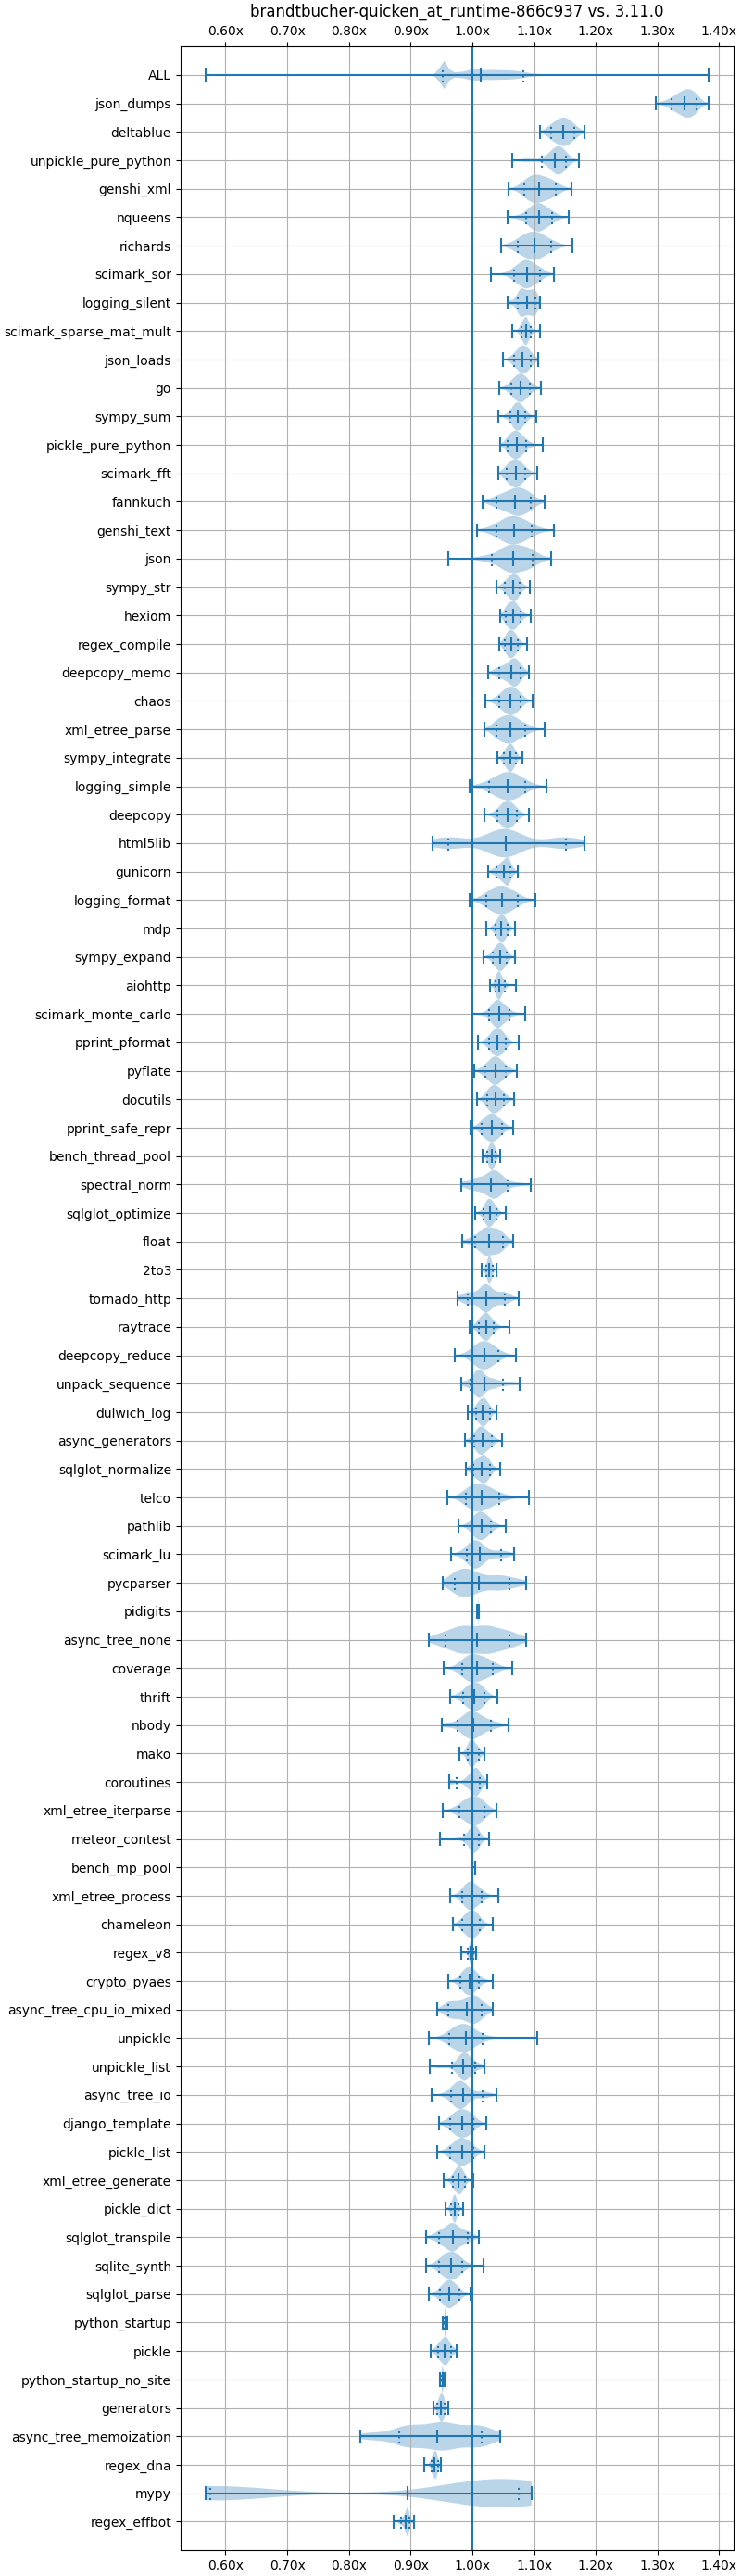 brandtbucher-quicken_at_runtime-866c937 vs. 3.11.0
0.60x 0.70x 0.80x 0.90x 1.00x 1.10x 1.20x 1.30x 1.40x
ALL
json_dumps
deltablue
unpickle_pure_python
genshi_xml
nqueens
richards
scimark_sor
logging_silent
scimark_sparse_mat_mult
json_loads
go
sympy_sum
pickle_pure_python
scimark_fft
fannkuch
genshi_text
json
sympy_str
hexiom
regex_compile
deepcopy_memo
chaos
xml_etree_parse
sympy_integrate
logging_simple
deepcopy
html5lib
gunicorn
logging_format
mdp
sympy_expand
aiohttp
scimark_monte_carlo
pprint_pformat
pyflate
docutils
pprint_safe_repr
bench_thread_pool
spectral_norm
sqlglot_optimize
float
2to3
tornado_http
raytrace
deepcopy_reduce
unpack_sequence
dulwich_log
async_generators
sqlglot_normalize
telco
pathlib
scimark_lu
pycparser
pidigits
async_tree_none
coverage
thrift
nbody
mako
coroutines
xml_etree_iterparse
meteor_contest
bench_mp_pool
xml_etree_process
chameleon
regex_v8
crypto_pyaes
async_tree_cpu_io_mixed
unpickle
unpickle_list
async_tree_io
django_template
pickle_list
xml_etree_generate
pickle_dict
sqlglot_transpile
sqlite_synth
sqlglot_parse
python_startup
pickle
python_startup_no_site
generators
async_tree_memoization
regex_dna
mypy
regex_effbot
0.60x 0.70x 0.80x 0.90x 1.00x 1.10x 1.20x 1.30x 1.40x